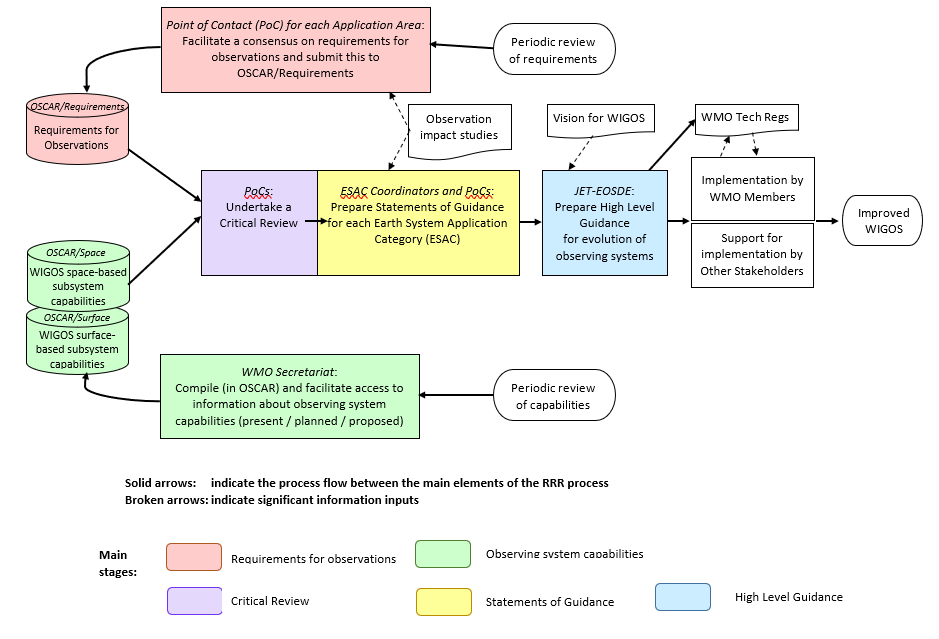 Point of Contact (PoC) for each Application Area:
Facilitate a consensus on requirements for
observations and submit this to
OSCAR/Requirements
Periodic review
of requirements
OSCAR/Requirements
Requirements for
Observations
Observation
impact studies
Vision for WIGOS
WMO Tech Regs
PoCs:
Undertake a
Critical Review
ESAC Coordinators and PoCs:
Prepare Statements of Guidance
for each Earth System Application
Category (ESAC)
JET-EOSDE:
Prepare High Level
Guidance
for evolution of
observing systems
Implementation by
WMO Members
Support for
implementation by
Other Stakeholders
Improved
WIGOS
OSCAR/Space
WIGOS space-based
subsystem
capabilities
OSCAR/Surface
WIGOS surface-
based subsystem
capabilities
WMO Secretariat:
Compile (in OSCAR) and facilitate access to
information about observing system
capabilities (present / planned / proposed)
Periodic review
of capabilities
Solid arrows: indicate the process flow between the main elements of the RRR process
Broken arrows: indicate significant information inputs
Main
stages:
Requirements for observations
Observing system capabilities
Critical Review
Statements of Guidance
High Level Guidance